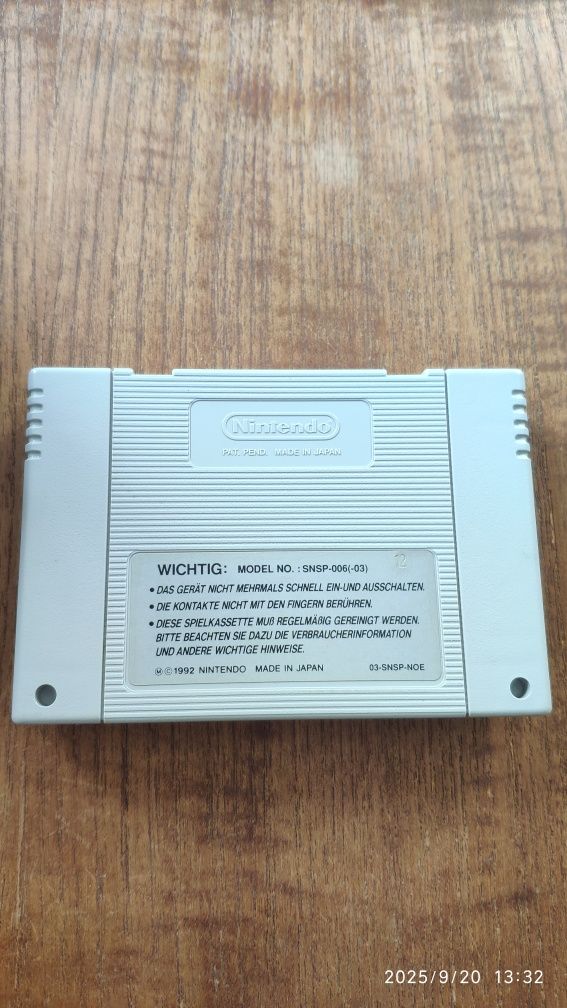 Nintendo
PAT. PEND. MADE IN JAPAN
WICHTIG: MODEL NO. : SNSP-006(-03)
12
• DAS GERÄT NICHT MEHRMALS SCHNELL EIN-UND AUSSCHALTEN.
• DIE KONTAKTE NICHT MIT DEN FINGERN BERÜHREN.
• DIESE SPIELKASSETTE MUß REGELMÄßIG GEREINIGT WERDEN.
BITTE BEACHTEN SIE DAZU DIE VERBRAUCHERINFORMATION
UND ANDERE WICHTIGE HINWEISE.
Ⓜ©1992 NINTENDO MADE IN JAPAN 03-SNSP-NOE
2025/9/20 13:32